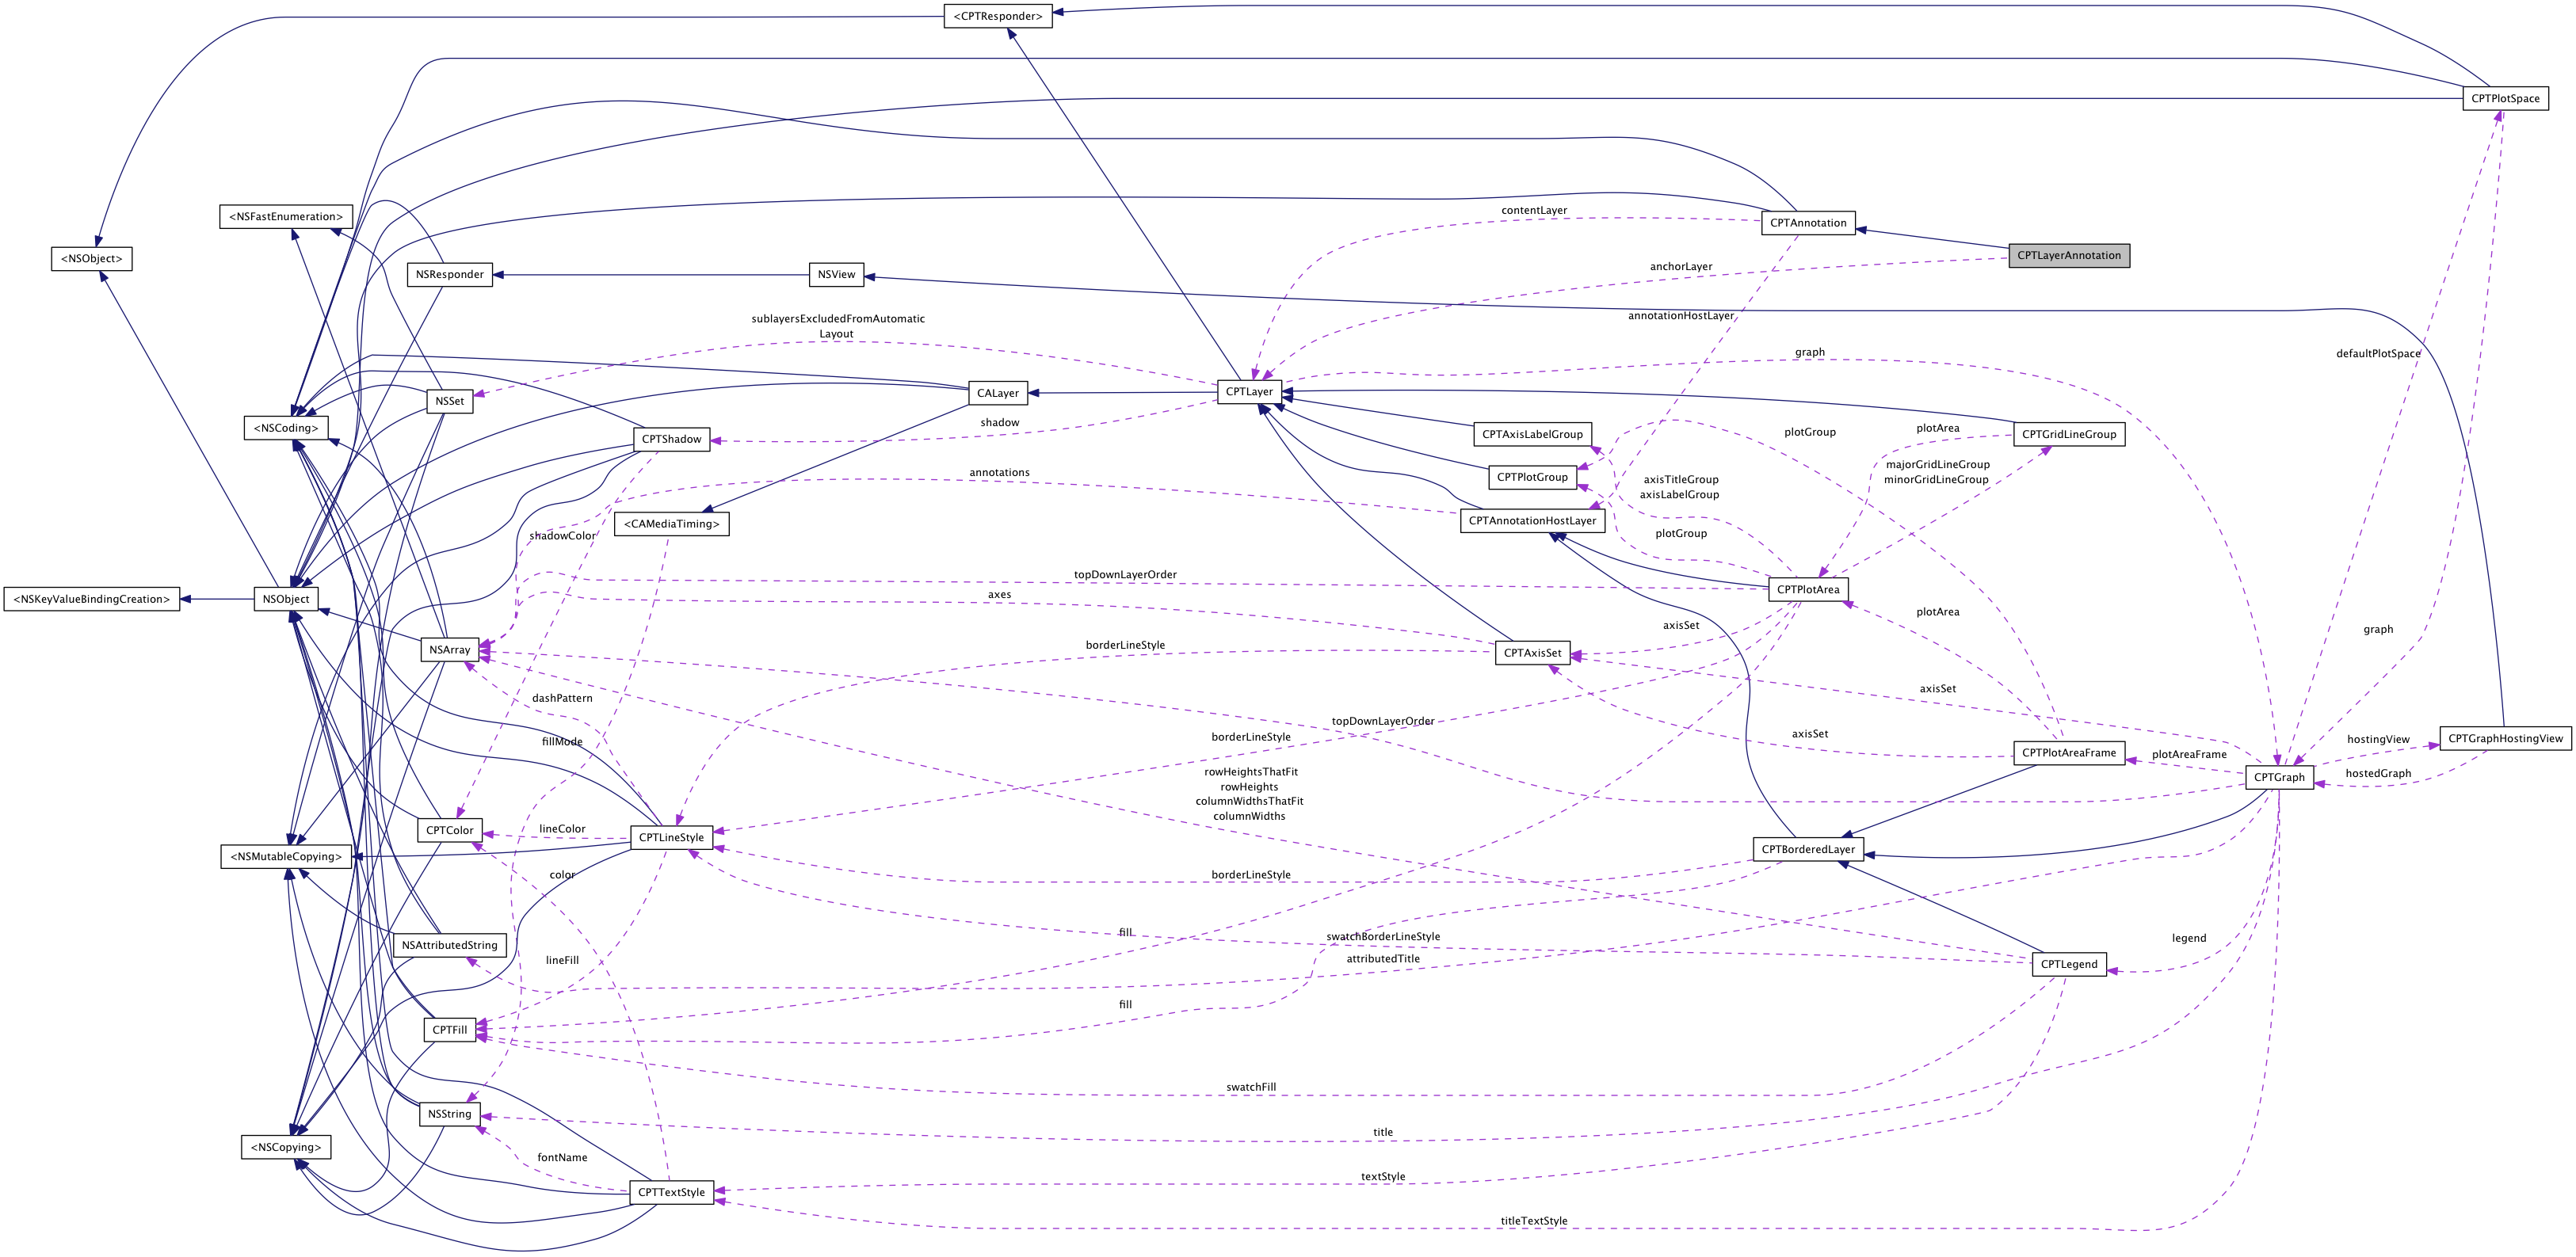 <CPTResponder>
CPTPlotSpace
<NSFastEnumeration>
contentLayer
CPTAnnotation
<NSObject>
CPTLayerAnnotation
anchorLayer
NSResponder
NSView
annotationHostLayer
sublayersExcludedFromAutomatic
Layout
graph
defaultPlotSpace
NSSet
CALayer
CPTLayer
<NSCoding>
shadow
CPTShadow
CPTAxisLabelGroup
plotGroup
plotArea
CPTGridLineGroup
annotations
CPTPlotGroup
axisTitleGroup
axisLabelGroup
majorGridLineGroup
minorGridLineGroup
<CAMediaTiming>
CPTAnnotationHostLayer
shadowColor
plotGroup
topDownLayerOrder
CPTPlotArea
<NSKeyValueBindingCreation>
NSObject
axes
plotArea
axisSet
graph
NSArray
borderLineStyle
CPTAxisSet
dashPattern
axisSet
topDownLayerOrder
axisSet
fillMode
borderLineStyle
hostingView
CPTGraphHostingView
CPTPlotAreaFrame
plotAreaFrame
rowHeightsThatFit
rowHeights
columnWidthsThatFit
columnWidths
CPTGraph
hostedGraph
CPTColor
lineColor
CPTLineStyle
CPTBorderedLayer
<NSMutableCopying>
color
borderLineStyle
fill
swatchBorderLineStyle
legend
NSAttributedString
lineFill
attributedTitle
CPTLegend
fill
CPTFill
swatchFill
NSString
title
<NSCopying>
fontName
textStyle
CPTTextStyle
titleTextStyle